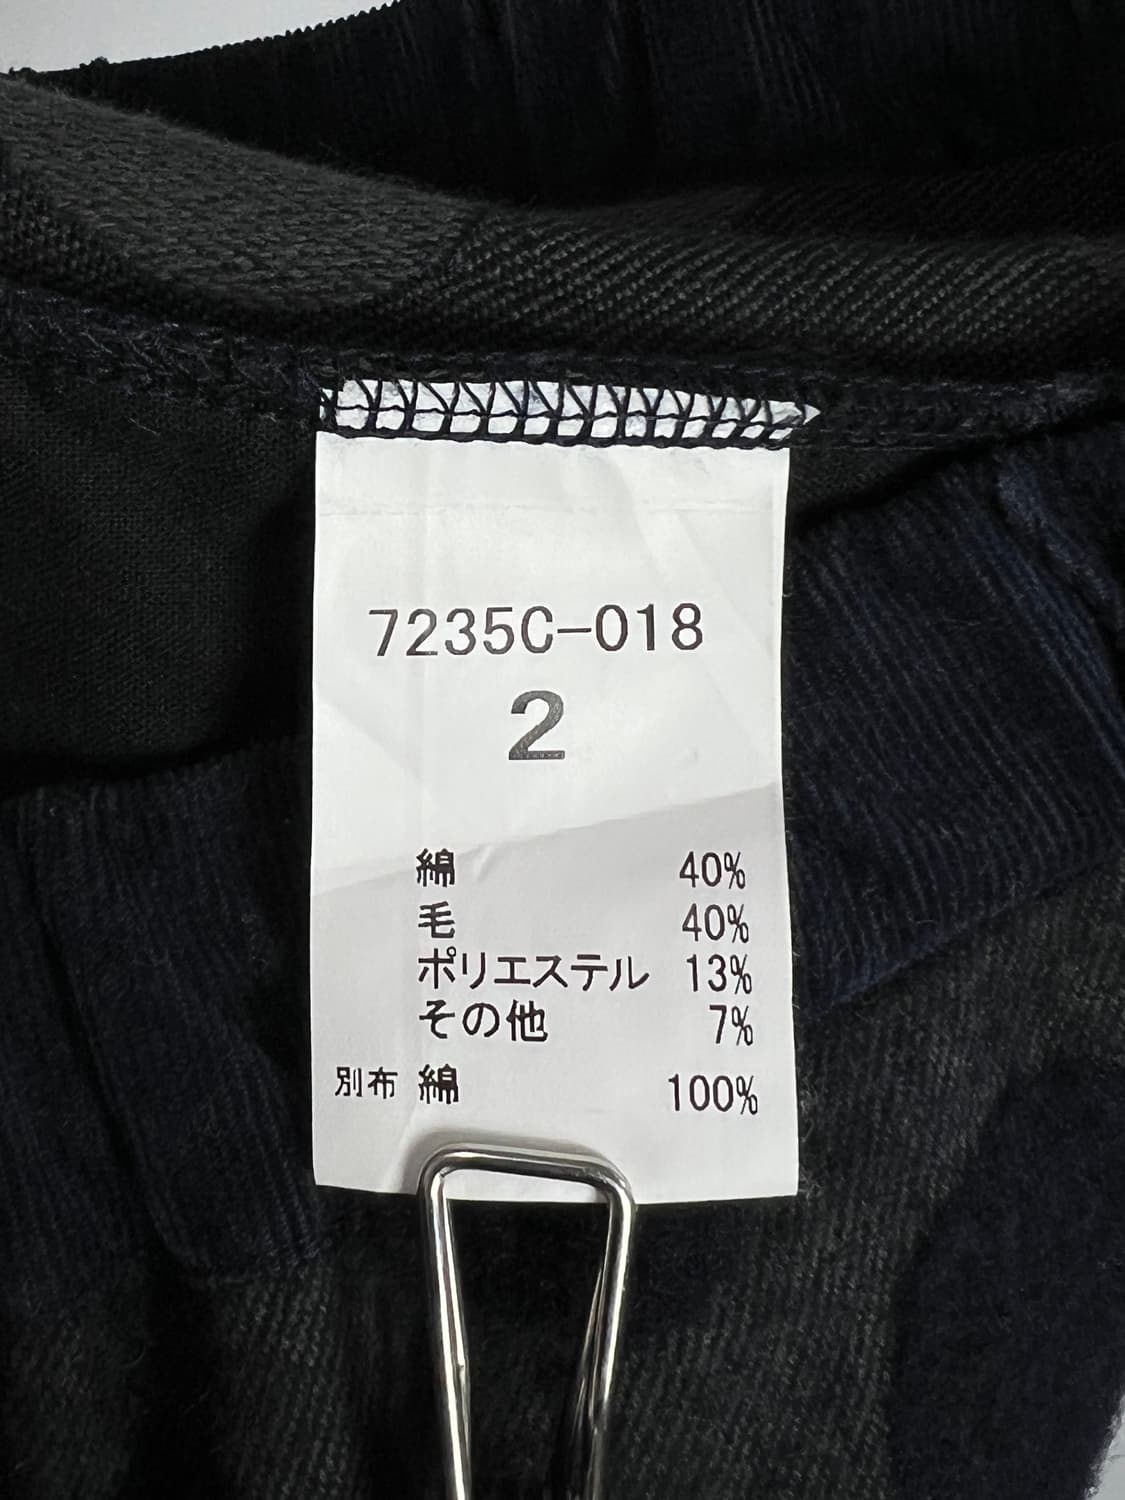 7235C-018
2
綿 40%
毛 40%
ポリエステル 13%
その他 7%
別布 綿 100%